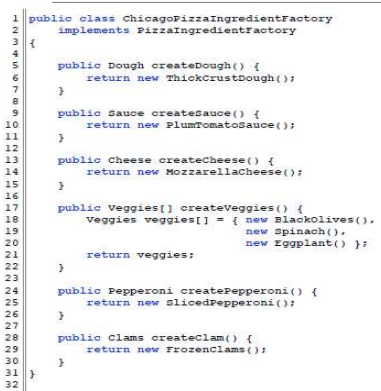 1 public class ChicagoPizzaIngredientFactory
2     implements PizzaIngredientFactory
3 {
4
5     public Dough createDough() {
6         return new ThickCrustDough();
7     }
8
9     public Sauce createSauce() {
10         return new PlumTomatoSauce();
11     }
12
13     public Cheese createCheese() {
14         return new MozzarellaCheese();
15     }
16
17     public Veggies[] createVeggies() {
18         Veggies veggies[] = { new BlackOlives(),
19                               new Spinach(),
20                               new Eggplant() };
21         return veggies;
22     }
23
24     public Pepperoni createPepperoni() {
25         return new SlicedPepperoni();
26     }
27
28     public Clams createClam() {
29         return new FrozenClams();
30     }
31 }
32